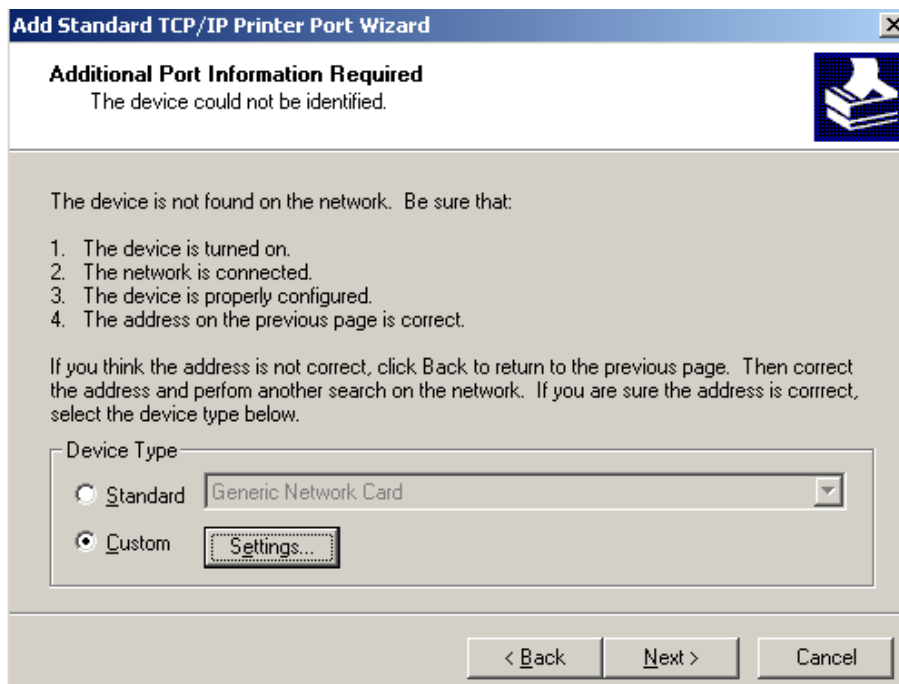 Add Standard TCP/IP Printer Port Wizard
Additional Port Information Required
The device could not be identified.
The device is not found on the network. Be sure that:
1. The device is turned on.
2. The network is connected.
3. The device is properly configured.
4. The address on the previous page is correct.
If you think the address is not correct, click Back to return to the previous page. Then correct
the address and perfom another search on the network. If you are sure the address is correct,
select the device type below.
Device Type
Standard Generic Network Card
Custom Settings...
< Back Next > Cancel